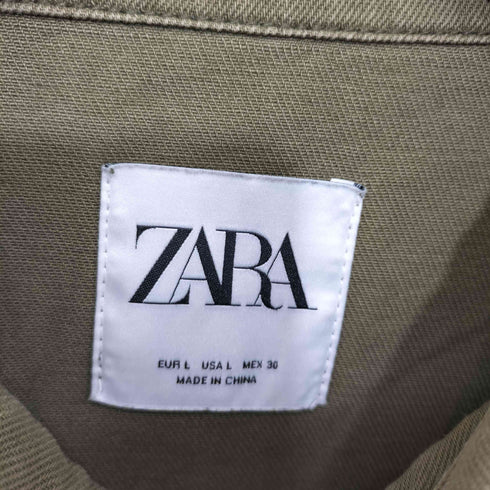 ZARA
EUR L USA L MEX 30
MADE IN CHINA